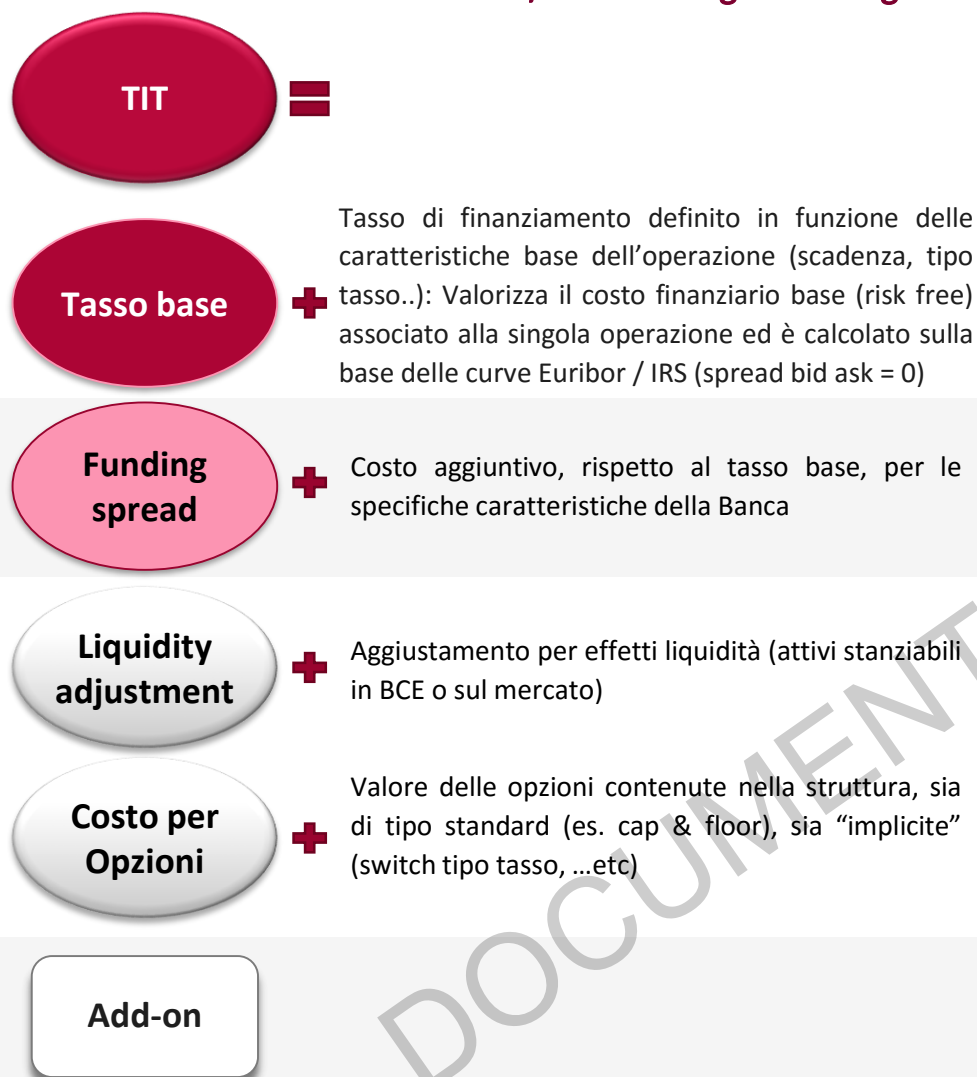 TIT
Tasso di finanziamento definito in funzione delle
caratteristiche base dell’operazione (scadenza, tipo
Tasso base
tasso..): Valorizza il costo finanziario base (risk free)
associato alla singola operazione ed è calcolato sulla
base delle curve Euribor / IRS (spread bid ask = 0)
Funding
spread
Costo aggiuntivo, rispetto al tasso base, per le
specifiche caratteristiche della Banca
Liquidity
adjustment
Aggiustamento per effetti liquidità (attivi stanziabili
in BCE o sul mercato)
Costo per
Opzioni
Valore delle opzioni contenute nella struttura, sia
di tipo standard (es. cap & floor), sia “implicite”
(switch tipo tasso, …etc)
Add-on
DOCUMENT